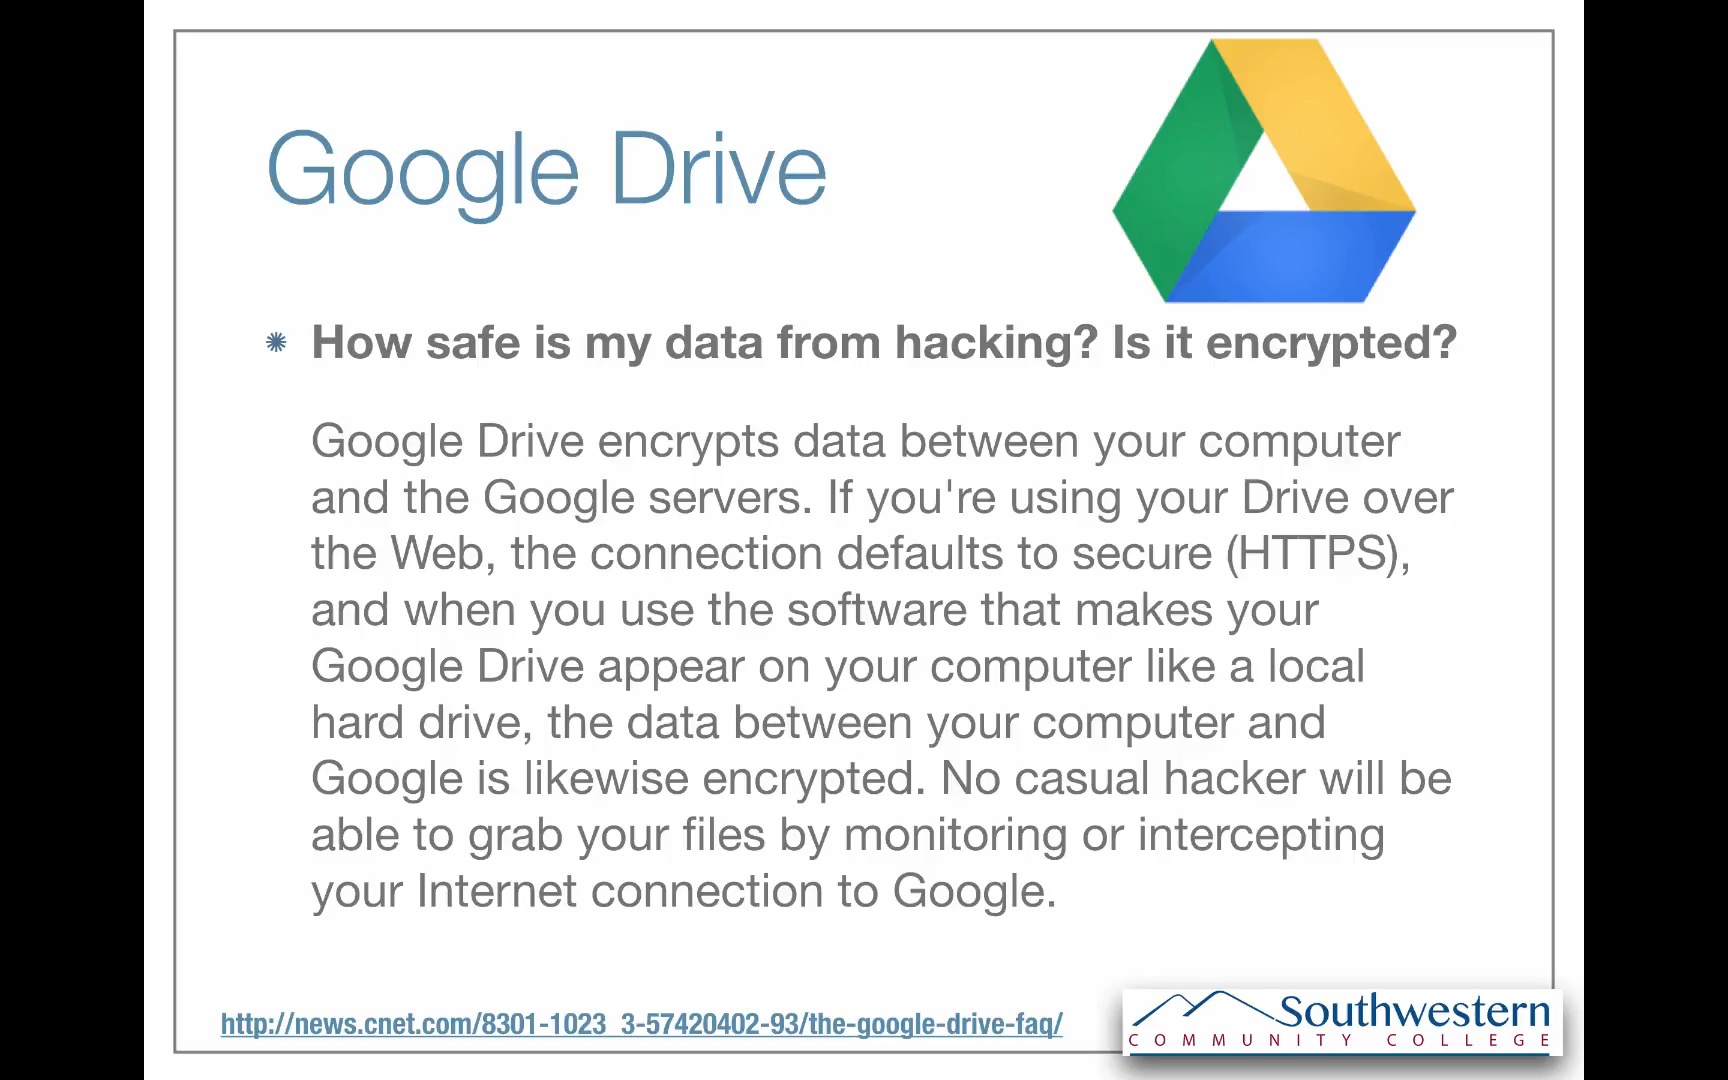 Google Drive
How safe is my data from hacking? Is it encrypted?
Google Drive encrypts data between your computer
and the Google servers. If you're using your Drive over
the Web, the connection defaults to secure (HTTPS),
and when you use the software that makes your
Google Drive appear on your computer like a local
hard drive, the data between your computer and
Google is likewise encrypted. No casual hacker will be
able to grab your files by monitoring or intercepting
your Internet connection to Google.
http://news.cnet.com/8301-1023_3-57420402-93/the-google-drive-faq/
Southwestern
COMMUNITY COLLEGE